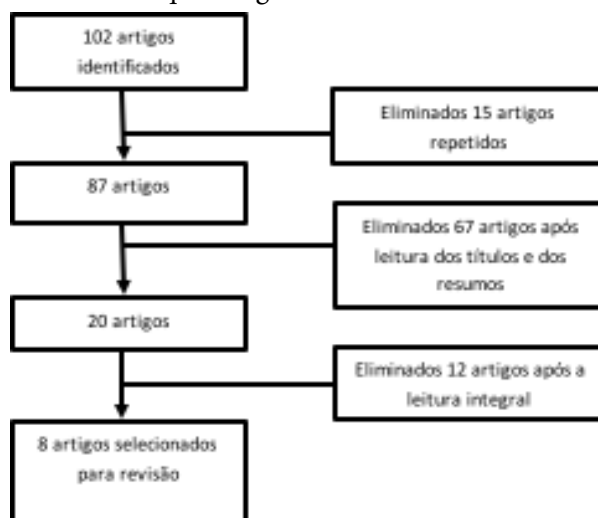 102 artigos
identificados
Eliminados 15 artigos
repetidos
87 artigos
Eliminados 67 artigos após
leitura dos títulos e dos
resumos
20 artigos
Eliminados 12 artigos após a
leitura integral
8 artigos selecionados
para revisão